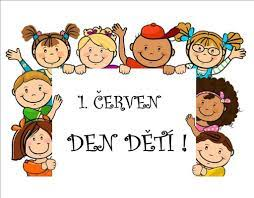 1. ČERVEN
DEN DĚTÍ !